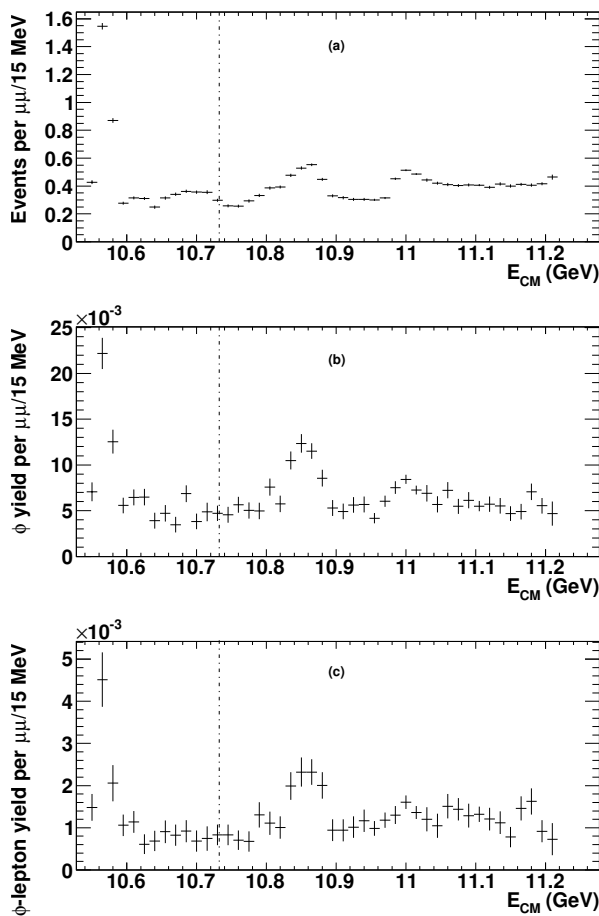 1.6
1.4
1.2
1
0.8
0.6
0.4
0.2
0
Events per μμ/15 MeV
(a)
10.6 10.7 10.8 10.9 11 11.1 11.2
E_CM (GeV)
×10⁻³
25
20
15
10
5
0
ϕ yield per μμ/15 MeV
(b)
10.6 10.7 10.8 10.9 11 11.1 11.2
E_CM (GeV)
×10⁻³
5
4
3
2
1
0
ϕ-lepton yield per μμ/15 MeV
(c)
10.6 10.7 10.8 10.9 11 11.1 11.2
E_CM (GeV)